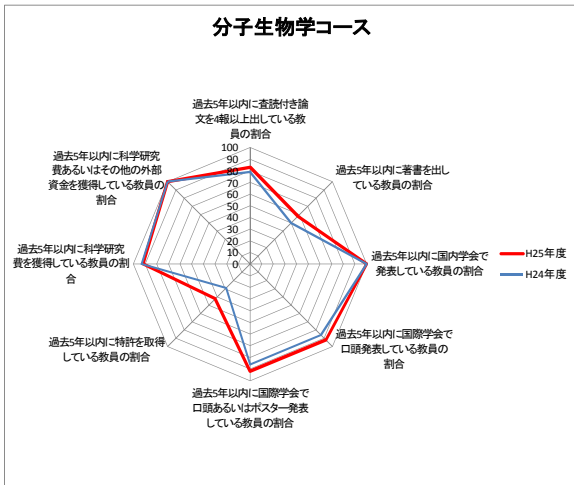 分子生物学コース
過去5年以内に査読付き論
文を4報以上出している教
員の割合
過去5年以内に著書を出し
ている教員の割合
過去5年以内に国内学会で
発表している教員の割合
過去5年以内に国際学会で
口頭発表している教員の
割合
過去5年以内に国際学会で
口頭あるいはポスター発表
している教員の割合
過去5年以内に特許を取得
している教員の割合
過去5年以内に科学研究
費を獲得している教員の割
合
過去5年以内に科学研究
費あるいはその他の外部
資金を獲得している教員の
割合
100
90
80
70
60
50
40
30
20
10
0
H25年度
H24年度